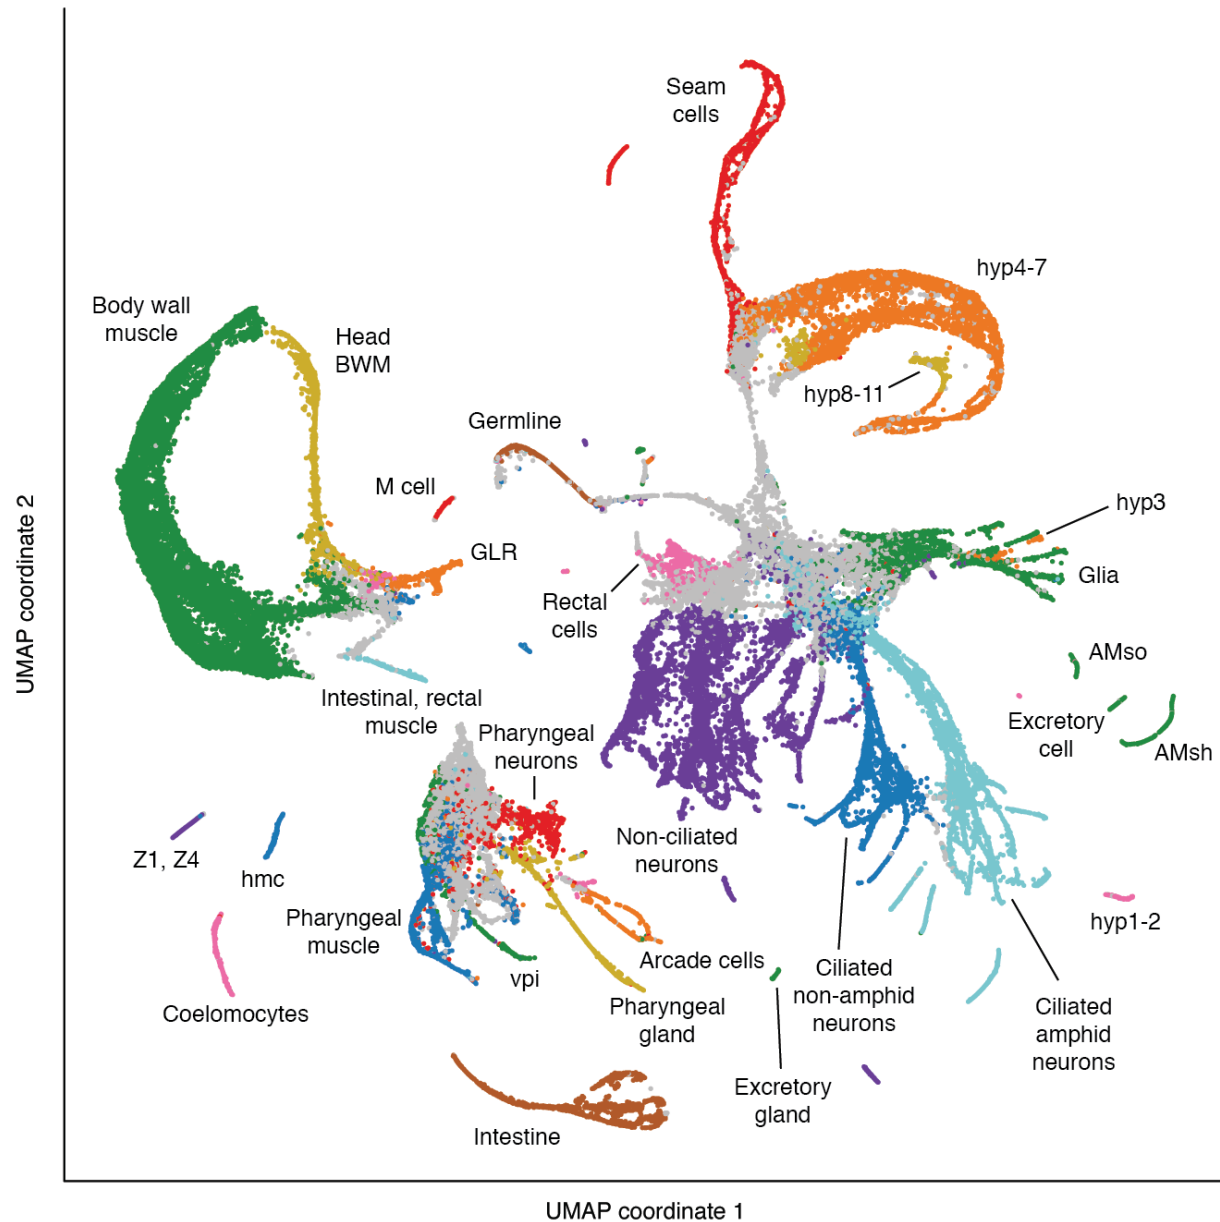 Seam
cells
hyp4-7
Body wall
muscle
Head
BWM
hyp8-11
Germline
M cell
hyp3
GLR
Glia
Rectal
cells
AMso
Intestinal, rectal
muscle
Excretory
cell
AMsh
Pharyngeal
neurons
Z1, Z4
hmc
Non-ciliated
neurons
Pharyngeal
muscle
hyp1-2
vpi
Arcade cells
Coelomocytes
Pharyngeal
gland
Ciliated
non-amphid
neurons
Ciliated
amphid
neurons
Excretory
gland
Intestine
UMAP coordinate 2
UMAP coordinate 1